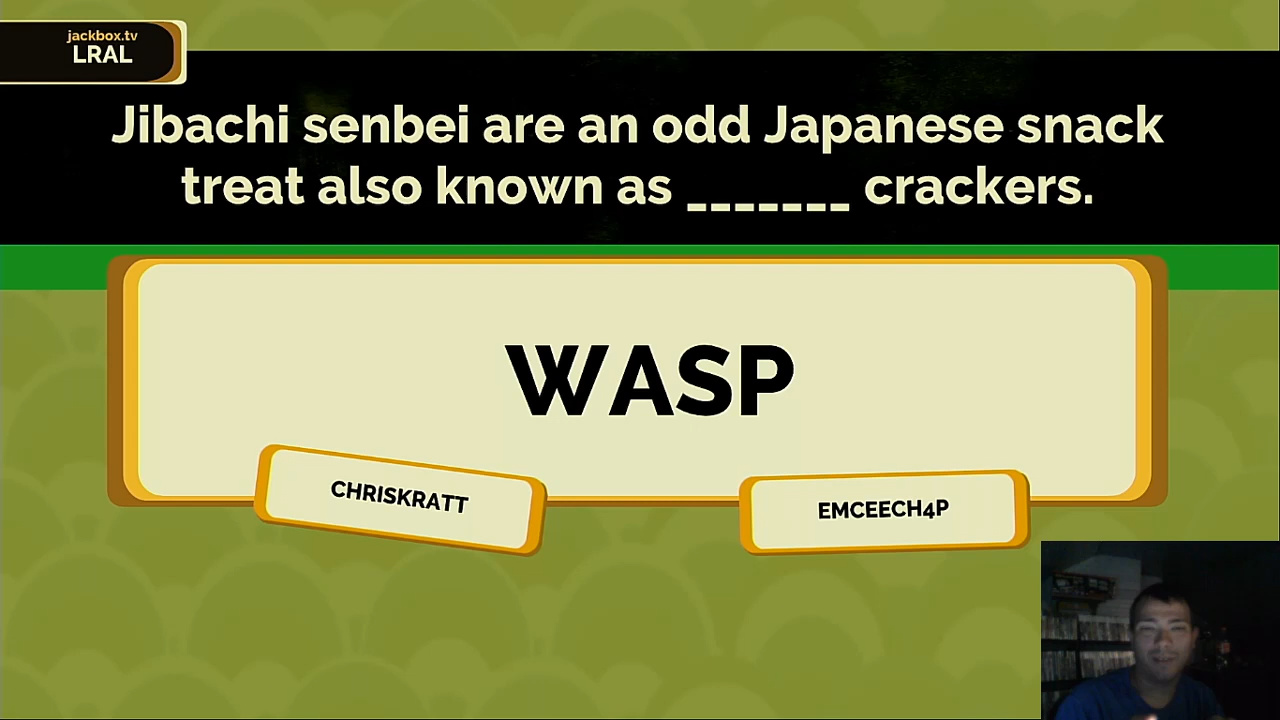 jackbox.tv
LRAL
Jibachi senbei are an odd Japanese snack
treat also known as _______ crackers.
WASP
CHRISKRATT
EMCEECH4P